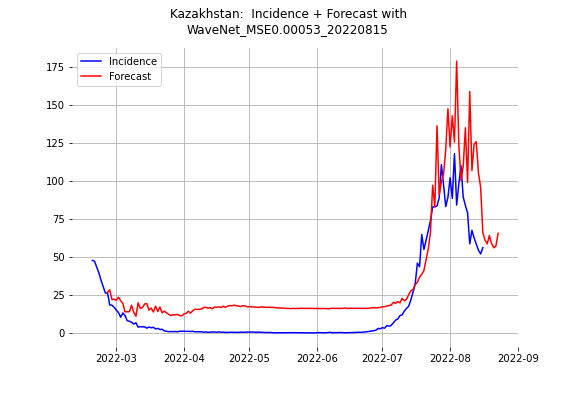 Kazakhstan:  Incidence + Forecast with
WaveNet_MSE0.00053_20220815
Incidence
Forecast
175
150
125
100
75
50
25
0
2022-03 2022-04 2022-05 2022-06 2022-07 2022-08 2022-09